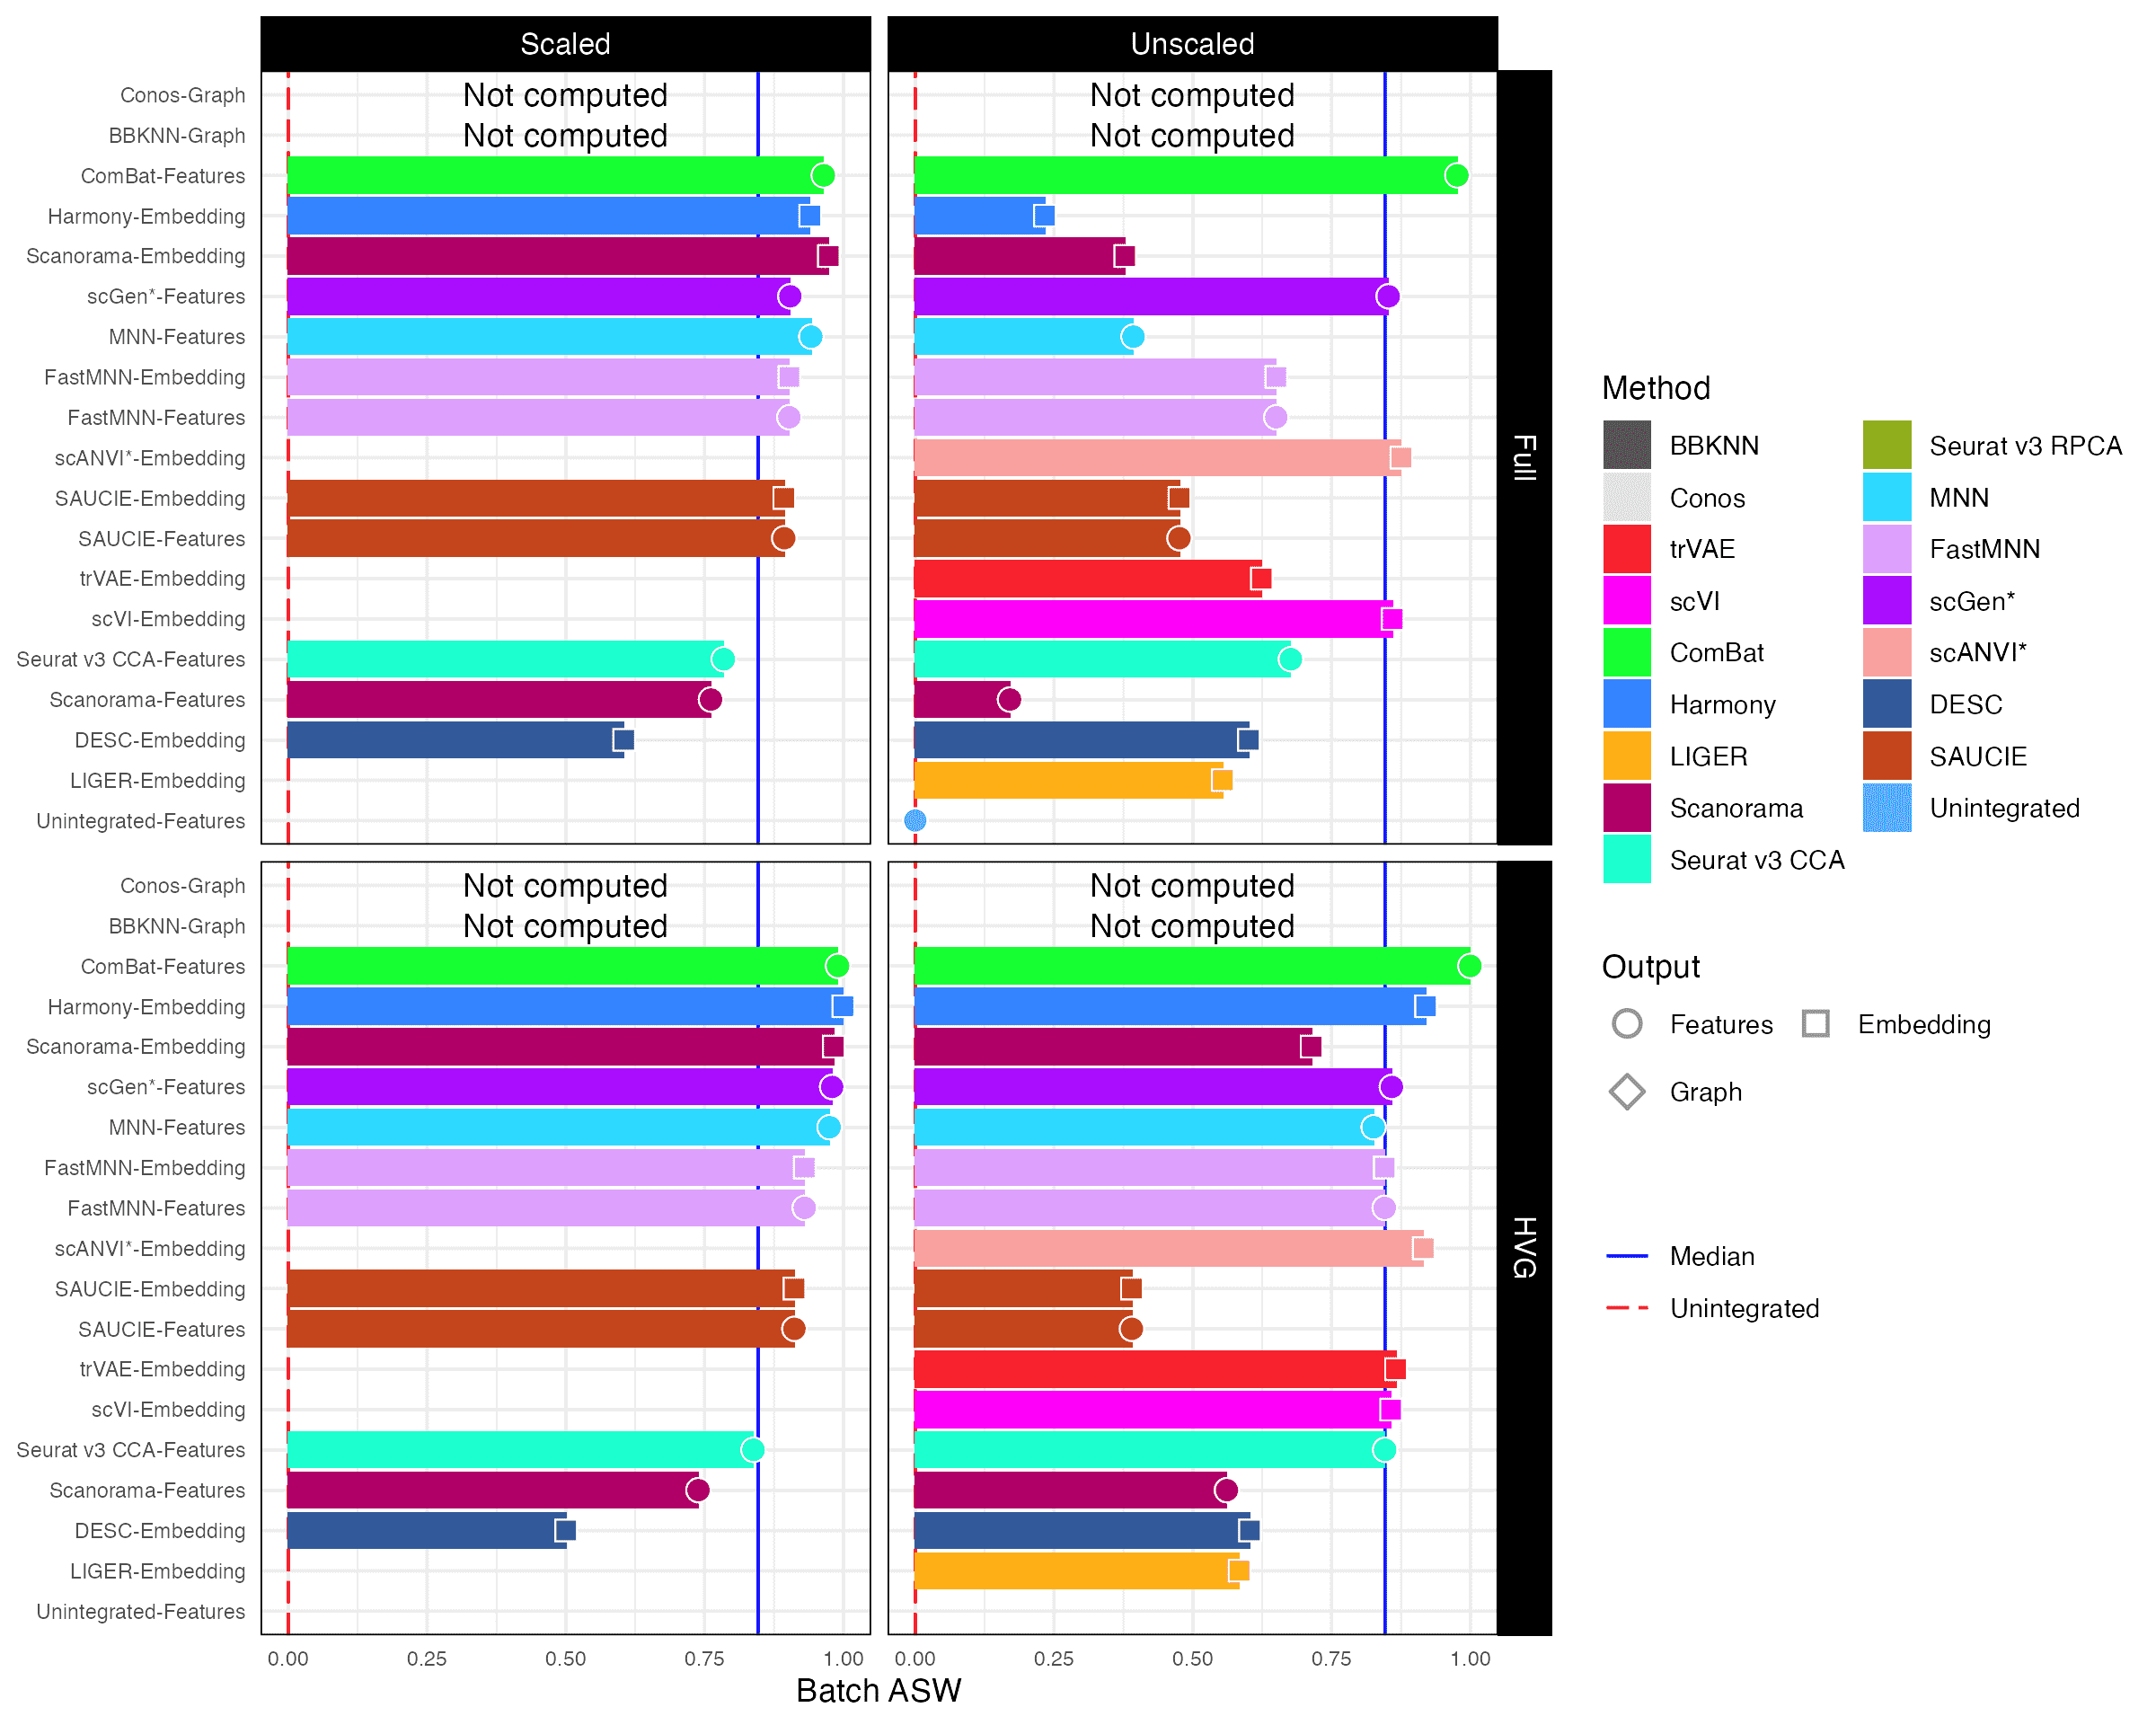 Scaled
Unscaled
Conos-Graph
BBKNN-Graph
ComBat-Features
Harmony-Embedding
Scanorama-Embedding
scGen*-Features
MNN-Features
FastMNN-Embedding
FastMNN-Features
scANVI*-Embedding
SAUCIE-Embedding
SAUCIE-Features
trVAE-Embedding
scVI-Embedding
Seurat v3 CCA-Features
Scanorama-Features
DESC-Embedding
LIGER-Embedding
Unintegrated-Features
Not computed
Not computed
Not computed
Not computed
Full
Conos-Graph
BBKNN-Graph
ComBat-Features
Harmony-Embedding
Scanorama-Embedding
scGen*-Features
MNN-Features
FastMNN-Embedding
FastMNN-Features
scANVI*-Embedding
SAUCIE-Embedding
SAUCIE-Features
trVAE-Embedding
scVI-Embedding
Seurat v3 CCA-Features
Scanorama-Features
DESC-Embedding
LIGER-Embedding
Unintegrated-Features
Not computed
Not computed
Not computed
Not computed
HVG
0.00 0.25 0.50 0.75 1.00
0.00 0.25 0.50 0.75 1.00
Batch ASW
Method
BBKNN
Conos
trVAE
scVI
ComBat
Harmony
LIGER
Scanorama
Seurat v3 CCA
Seurat v3 RPCA
MNN
FastMNN
scGen*
scANVI*
DESC
SAUCIE
Unintegrated
Output
Features
Embedding
Graph
Median
Unintegrated